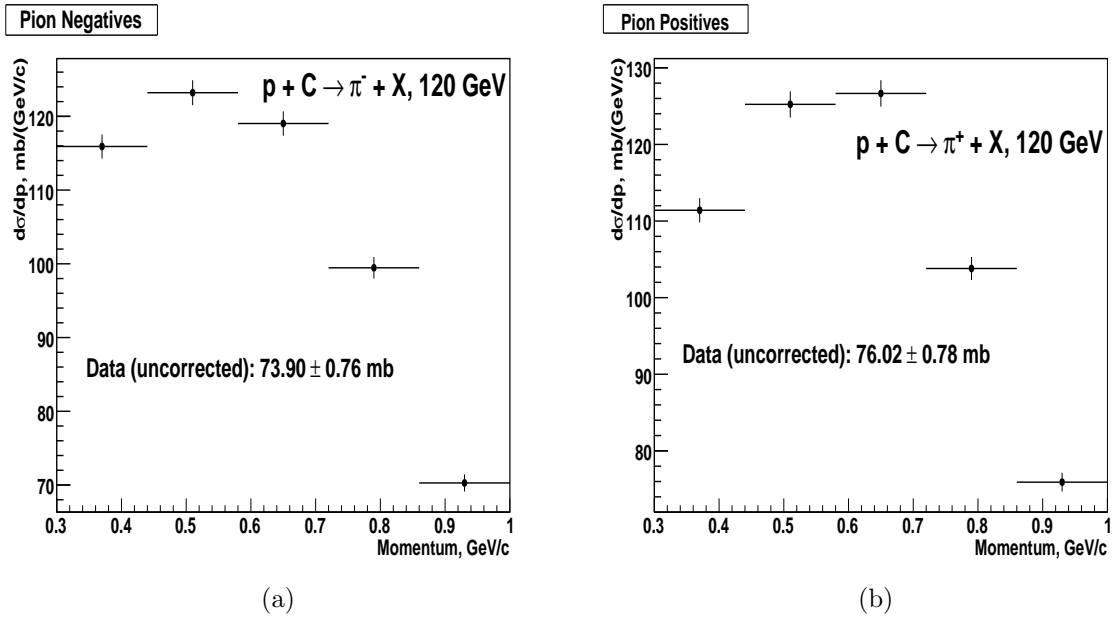 Pion Negatives
p + C → π⁻ + X, 120 GeV
dσ/dp, mb/(GeV/c)
120
110
100
90
80
70
Data (uncorrected): 73.90 ± 0.76 mb
0.3 0.4 0.5 0.6 0.7 0.8 0.9 1
Momentum, GeV/c
(a)
Pion Positives
p + C → π⁺ + X, 120 GeV
dσ/dp, mb/(GeV/c)
130
120
110
100
90
80
Data (uncorrected): 76.02 ± 0.78 mb
0.3 0.4 0.5 0.6 0.7 0.8 0.9 1
Momentum, GeV/c
(b)